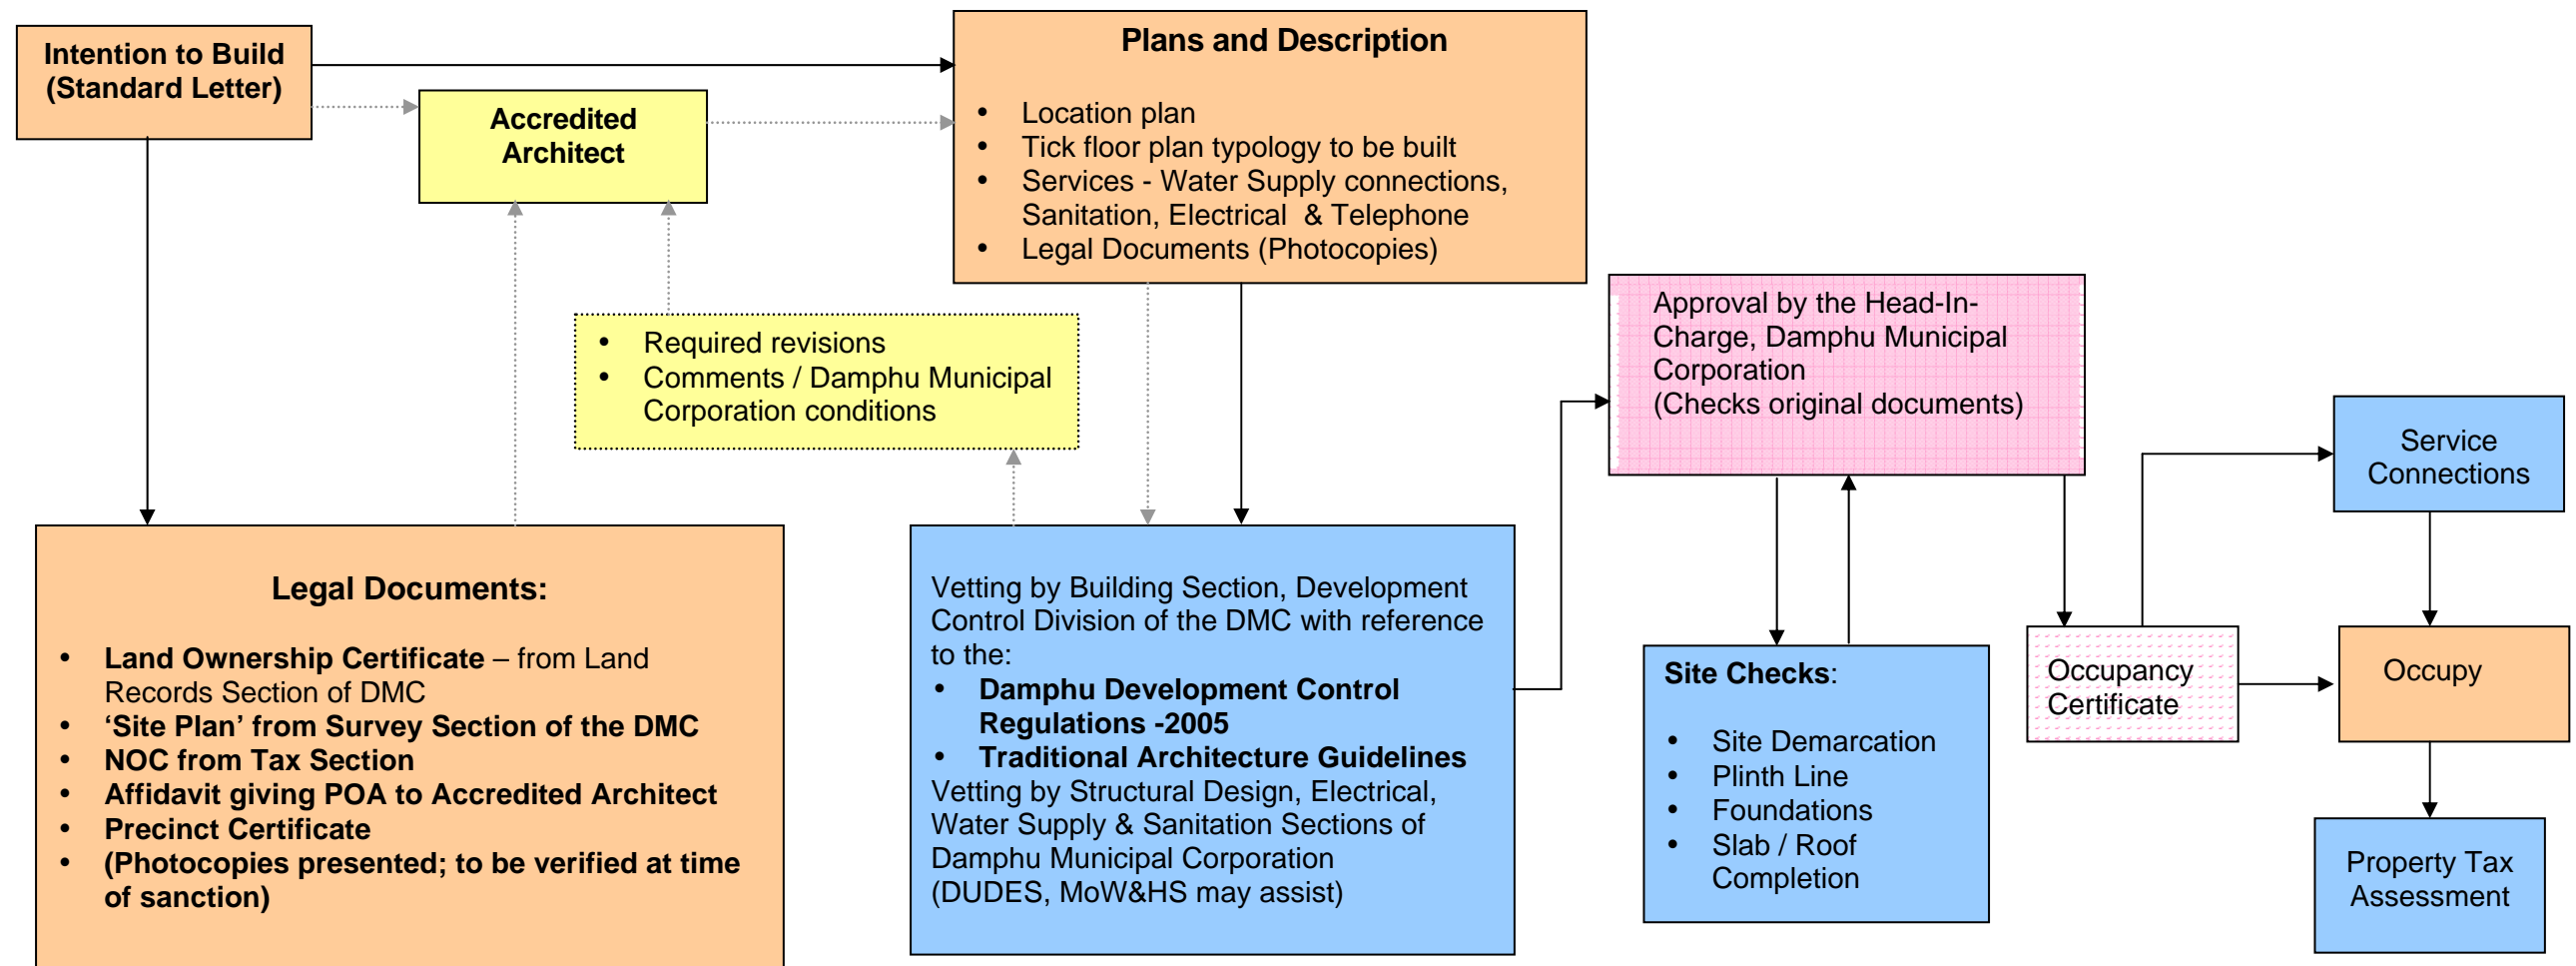 Intention to Build
(Standard Letter)
Accredited
Architect
Plans and Description
• Location plan
• Tick floor plan typology to be built
• Services - Water Supply connections,
Sanitation, Electrical & Telephone
• Legal Documents (Photocopies)
• Required revisions
• Comments / Damphu Municipal
Corporation conditions
Approval by the Head-In-
Charge, Damphu Municipal
Corporation
(Checks original documents)
Service
Connections
Legal Documents:
• Land Ownership Certificate – from Land
Records Section of DMC
• ‘Site Plan’ from Survey Section of the DMC
• NOC from Tax Section
• Affidavit giving POA to Accredited Architect
• Precinct Certificate
• (Photocopies presented; to be verified at time
of sanction)
Vetting by Building Section, Development
Control Division of the DMC with reference
to the:
• Damphu Development Control
Regulations -2005
• Traditional Architecture Guidelines
Vetting by Structural Design, Electrical,
Water Supply & Sanitation Sections of
Damphu Municipal Corporation
(DUDES, MoW&HS may assist)
Site Checks:
• Site Demarcation
• Plinth Line
• Foundations
• Slab / Roof
Completion
Occupancy
Certificate
Occupy
Property Tax
Assessment